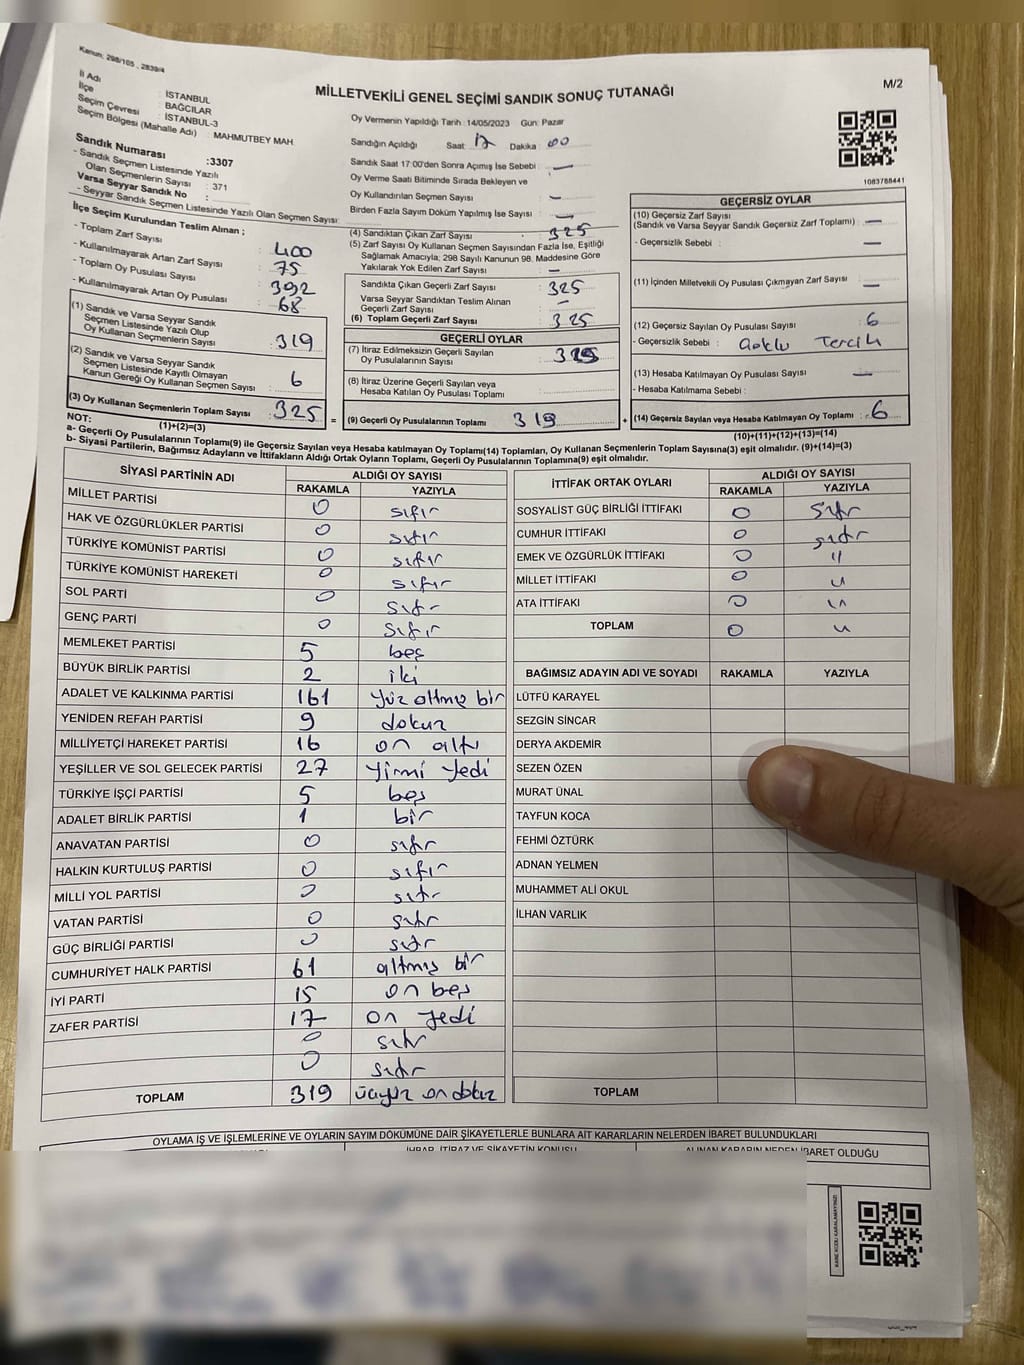 Kanun, 298/105 , 2839/4
MİLLETVEKİLİ GENEL SEÇİMİ SANDIK SONUÇ TUTANAĞI
M/2
İl Adı : İSTANBUL
İlçe : BAĞCILAR
Seçim Çevresi : İSTANBUL-3
Seçim Bölgesi (Mahalle Adı) : MAHMUTBEY MAH.
Sandık Numarası :3307
- Sandık Seçmen Listesinde Yazılı
Olan Seçmenlerin Sayısı : 371
Varsa Seyyar Sandık No :
- Seyyar Sandık Seçmen Listesinde Yazılı Olan Seçmen Sayısı:
İlçe Seçim Kurulundan Teslim Alınan ;
- Toplam Zarf Sayısı : 400
- Kullanılmayarak Artan Zarf Sayısı : 75
- Toplam Oy Pusulası Sayısı : 392
- Kullanılmayarak Artan Oy Pusulası : 68
(1) Sandık ve Varsa Seyyar Sandık
Seçmen Listesinde Yazılı Olup
Oy Kullanan Seçmenlerin Sayısı : 319
(2) Sandık ve Varsa Seyyar Sandık
Seçmen Listesinde Kayıtlı Olmayan
Kanun Gereği Oy Kullanan Seçmen Sayısı : 6
(3) Oy Kullanan Seçmenlerin Toplam Sayısı : 325
(1)+(2)=(3)
Oy Vermenin Yapıldığı Tarih :14/05/2023 Gün: Pazar
Sandığın Açıldığı Saat : 17 Dakika : 00
Sandık Saat 17:00'den Sonra Açımış İse Sebebi : —
Oy Verme Saati Bitiminde Sırada Bekleyen ve
Oy Kullandırılan Seçmen Sayısı : —
Birden Fazla Sayım Döküm Yapılmış İse Sayısı : —
(4) Sandıktan Çıkan Zarf Sayısı : 325
(5) Zarf Sayısı Oy Kullanan Seçmen Sayısından Fazla İse, Eşitliği
Sağlamak Amacıyla; 298 Sayılı Kanunun 98. Maddesine Göre
Yakılarak Yok Edilen Zarf Sayısı : —
Sandıkta Çıkan Geçerli Zarf Sayısı : 325
Varsa Seyyar Sandıktan Teslim Alınan
Geçerli Zarf Sayısı : —
(6) Toplam Geçerli Zarf Sayısı : 325
GEÇERLİ OYLAR
(7) İtiraz Edilmeksizin Geçerli Sayılan
Oy Pusulalarının Sayısı :
(8) İtiraz Üzerine Geçerli Sayılan veya
Hesaba Katılan Oy Pusulası Toplamı :
= (9) Geçerli Oy Pusulalarının Toplamı : 319 +
1083788441
GEÇERSİZ OYLAR
(10) Geçersiz Zarf Sayısı
(Sandık ve Varsa Seyyar Sandık Geçersiz Zarf Toplamı) : —
- Geçersizlik Sebebi : —
(11) İçinden Milletvekili Oy Pusulası Çıkmayan Zarf Sayısı : —
(12) Geçersiz Sayılan Oy Pusulası Sayısı : 6
- Geçersizlik Sebebi : Çoklu Tercih
(13) Hesaba Katılmayan Oy Pusulası Sayısı : —
- Hesaba Katılmama Sebebi :
(14) Geçersiz Sayılan veya Hesaba Katılmayan Oy Toplamı : 6
(10)+(11)+(12)+(13)=(14)
NOT:
a- Geçerli Oy Pusulalarının Toplamı(9) ile Geçersiz Sayılan veya Hesaba katılmayan Oy Toplamı(14) Toplamları, Oy Kullanan Seçmenlerin Toplam Sayısına(3) eşit olmalıdır. (9)+(14)=(3)
b- Siyasi Partilerin, Bağımsız Adayların ve İttifakların Aldığı Ortak Oyların Toplamı, Geçerli Oy Pusulalarının Toplamına(9) eşit olmalıdır.
SİYASİ PARTİNİN ADI ALDIĞI OY SAYISI
RAKAMLA YAZIYLA
MİLLET PARTİSİ 0 sıfır
HAK VE ÖZGÜRLÜKLER PARTİSİ 0 sıfır
TÜRKİYE KOMÜNİST PARTİSİ 0 sıfır
TÜRKİYE KOMÜNİST HAREKETİ 0 sıfır
SOL PARTİ 0 sıfır
GENÇ PARTİ 0 sıfır
MEMLEKET PARTİSİ 5 beş
BÜYÜK BİRLİK PARTİSİ 2 iki
ADALET VE KALKINMA PARTİSİ 161 yüz altmış bir
YENİDEN REFAH PARTİSİ 9 dokuz
MİLLİYETÇİ HAREKET PARTİSİ 16 on altı
YEŞİLLER VE SOL GELECEK PARTİSİ 27 yirmi yedi
TÜRKİYE İŞÇİ PARTİSİ 5 beş
ADALET BİRLİK PARTİSİ 1 bir
ANAVATAN PARTİSİ 0 sıfır
HALKIN KURTULUŞ PARTİSİ 0 sıfır
MİLLİ YOL PARTİSİ 0 sıfır
VATAN PARTİSİ 0 sıfır
GÜÇ BİRLİĞİ PARTİSİ 0 sıfır
CUMHURİYET HALK PARTİSİ 61 altmış bir
İYİ PARTİ 15 on beş
ZAFER PARTİSİ 17 on yedi
0 sıfır
0 sıfır
TOPLAM 319 üçyüz on dokuz
İTTİFAK ORTAK OYLARI ALDIĞI OY SAYISI
RAKAMLA YAZIYLA
SOSYALİST GÜÇ BİRLİĞİ İTTİFAKI 0 sıfır
CUMHUR İTTİFAKI 0 sıfır
EMEK VE ÖZGÜRLÜK İTTİFAKI 0 "
MİLLET İTTİFAKI 0 "
ATA İTTİFAKI 0 "
TOPLAM 0 "
BAĞIMSIZ ADAYIN ADI VE SOYADI RAKAMLA YAZIYLA
LÜTFÜ KARAYEL
SEZGİN SİNCAR
DERYA AKDEMİR
SEZEN ÖZEN
MURAT ÜNAL
TAYFUN KOCA
FEHMİ ÖZTÜRK
ADNAN YELMEN
MUHAMMET ALİ OKUL
İLHAN VARLIK
TOPLAM
OYLAMA İŞ VE İŞLEMLERİNE VE OYLARIN SAYIM DÖKÜMÜNE DAİR ŞİKAYETLERLE BUNLARA AİT KARARLARIN NELERDEN İBARET BULUNDUKLARI
İHBAR, İTİRAZ VE ŞİKAYETİN KONUSU
ALINAN KARARIN NEDEN İBARET OLDUĞU
KARE KODU KARALAMAYINIZ!